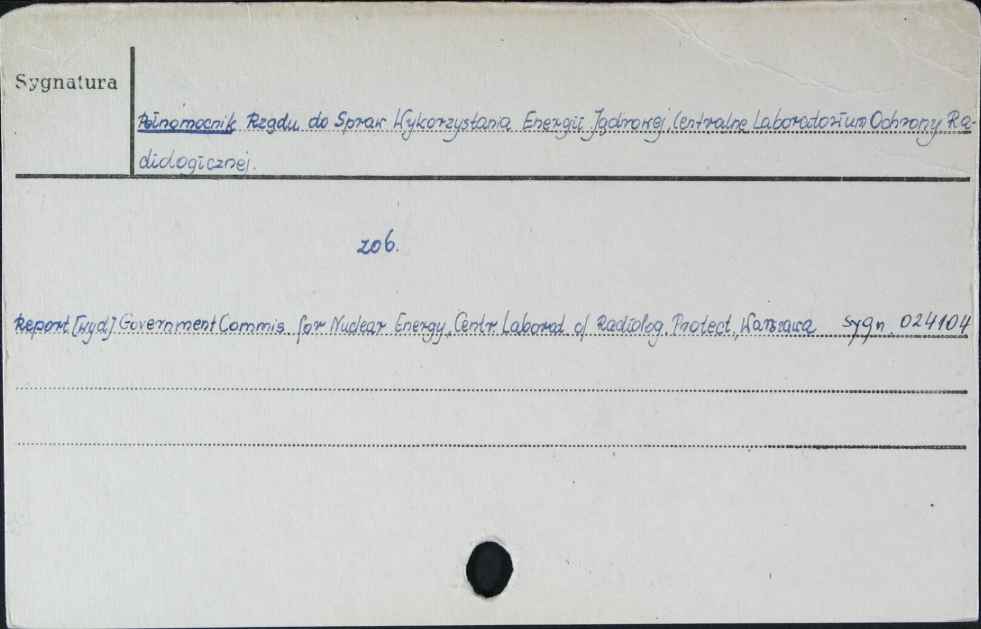 Sygnatura
Pełnomocnik Rządu do Spraw Wykorzystania Energii Jądrowej, Centralne Laboratorium Ochrony Ra-
diologicznej.
zob.
Report [wyd] Government Commis. for Nuclear Energy, Centr. Laborat. of Radiolog. Protect., Warszawa sygn. 024104